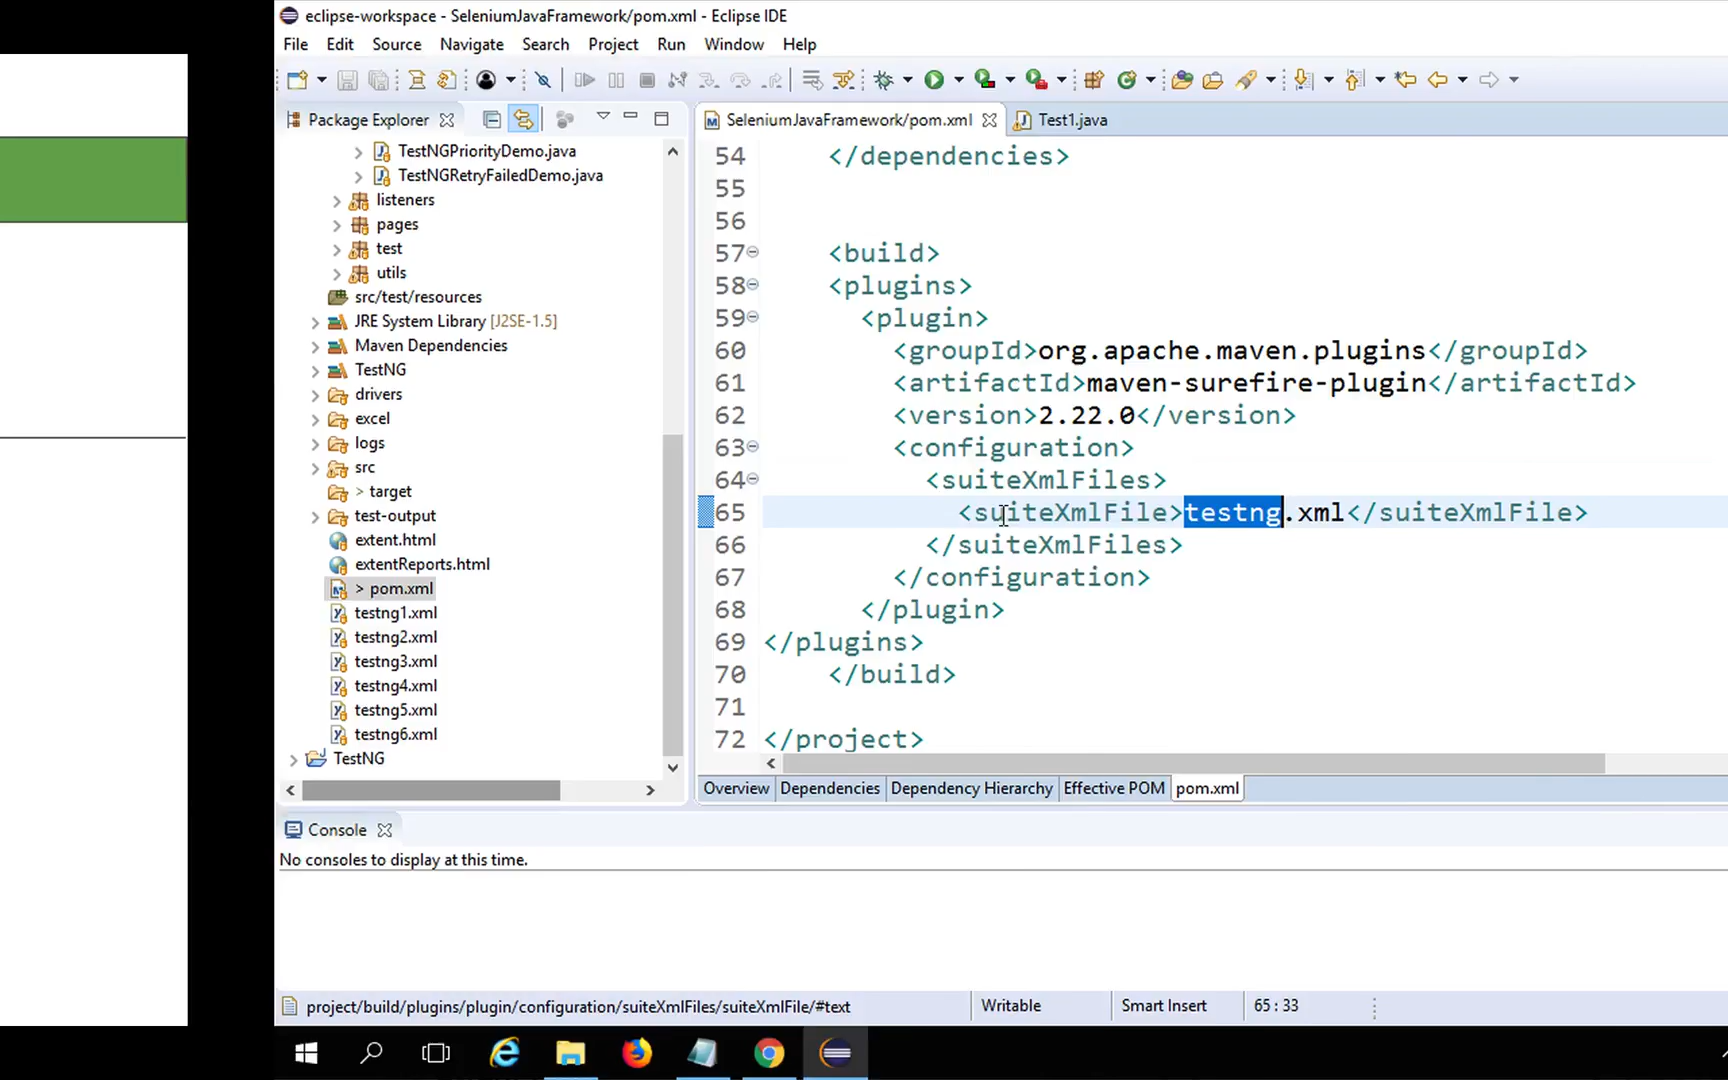 eclipse-workspace - SeleniumJavaFramework/pom.xml - Eclipse IDE
File Edit Source Navigate Search Project Run Window Help
Package Explorer
SeleniumJavaFramework/pom.xml
Test1.java
TestNGPriorityDemo.java
TestNGRetryFailedDemo.java
listeners
pages
test
utils
src/test/resources
JRE System Library [J2SE-1.5]
Maven Dependencies
TestNG
drivers
excel
logs
src
> target
test-output
extent.html
extentReports.html
> pom.xml
testng1.xml
testng2.xml
testng3.xml
testng4.xml
testng5.xml
testng6.xml
TestNG
54 </dependencies>
55
56
57 <build>
58 <plugins>
59 <plugin>
60 <groupId>org.apache.maven.plugins</groupId>
61 <artifactId>maven-surefire-plugin</artifactId>
62 <version>2.22.0</version>
63 <configuration>
64 <suiteXmlFiles>
65 <suiteXmlFile>testng.xml</suiteXmlFile>
66 </suiteXmlFiles>
67 </configuration>
68 </plugin>
69 </plugins>
70 </build>
71
72 </project>
Overview Dependencies Dependency Hierarchy Effective POM pom.xml
Console
No consoles to display at this time.
project/build/plugins/plugin/configuration/suiteXmlFiles/suiteXmlFile/#text Writable Smart Insert 65 : 33